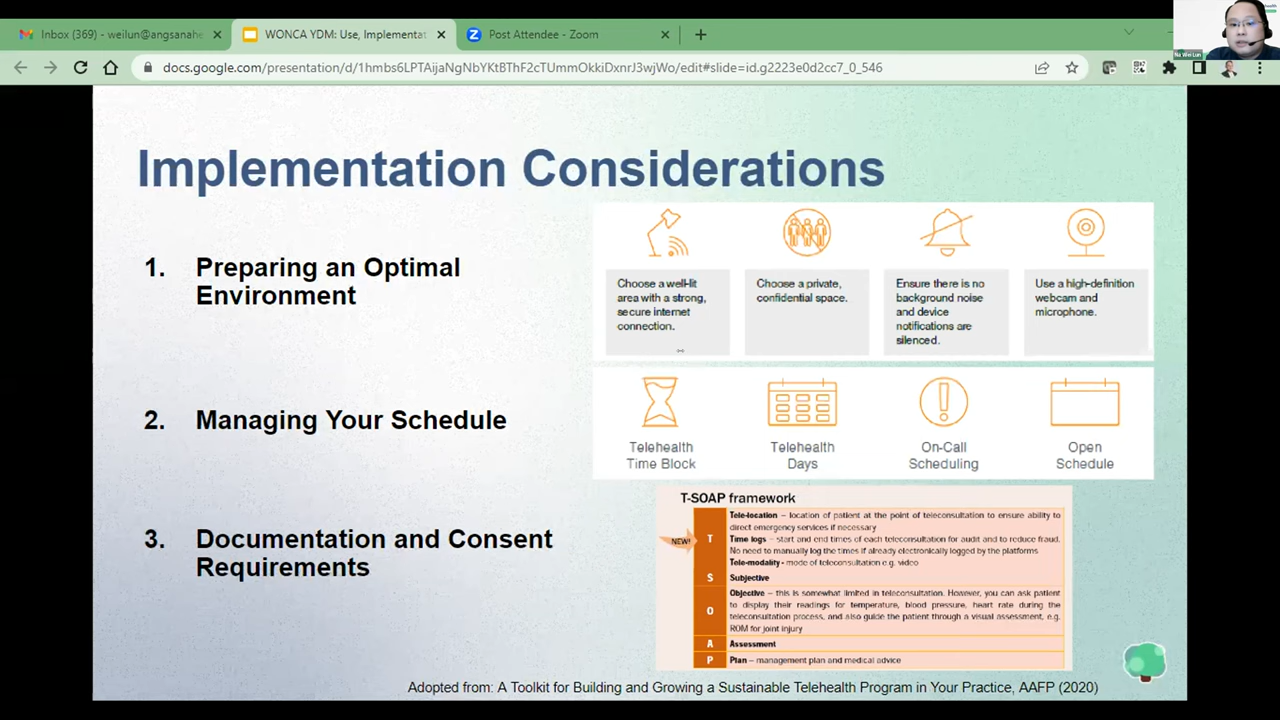 Inbox (369) - weilun@angsanahe
WONCA YDM: Use, Implementat
Post Attendee - Zoom
docs.google.com/presentation/d/1hmbs6LPTAijaNgNbYKtBThF2cTUmmOkkiDxnrJ3wjWo/edit#slide=id.g2223e0d2cc7_0_546
Implementation Considerations
1. Preparing an Optimal
Environment
Choose a well-lit
area with a strong,
secure internet
connection.
Choose a private,
confidential space.
Ensure there is no
background noise
and device
notifications are
silenced.
Use a high-definition
webcam and
microphone.
2. Managing Your Schedule
Telehealth
Time Block
Telehealth
Days
On-Call
Scheduling
Open
Schedule
3. Documentation and Consent
Requirements
T-SOAP framework
NEW!
T
Tele-location – location of patient at the point of teleconsultation to ensure ability to
direct emergency services if necessary
Time logs – start and end times of each teleconsultation for audit and to reduce fraud.
No need to manually log the times if already electronically logged by the platforms
Tele-modality - mode of teleconsultation e.g. video
S Subjective
O
Objective – this is somewhat limited in teleconsultation. However, you can ask patient
to display their readings for temperature, blood pressure, heart rate during the
teleconsultation process, and also guide the patient through a visual assessment, e.g.
ROM for joint injury
A Assessment
P Plan – management plan and medical advice
Adopted from: A Toolkit for Building and Growing a Sustainable Telehealth Program in Your Practice, AAFP (2020)